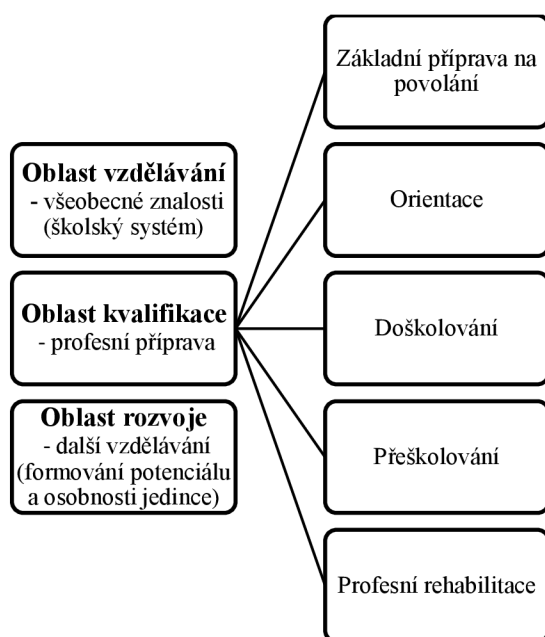 Oblast vzdělávání
- všeobecné znalosti
(školský systém)
Oblast kvalifikace
- profesní příprava
Oblast rozvoje
- další vzdělávání
(formování potenciálu
a osobnosti jedince)
Základní příprava na
povolání
Orientace
Doškolování
Přeškolování
Profesní rehabilitace